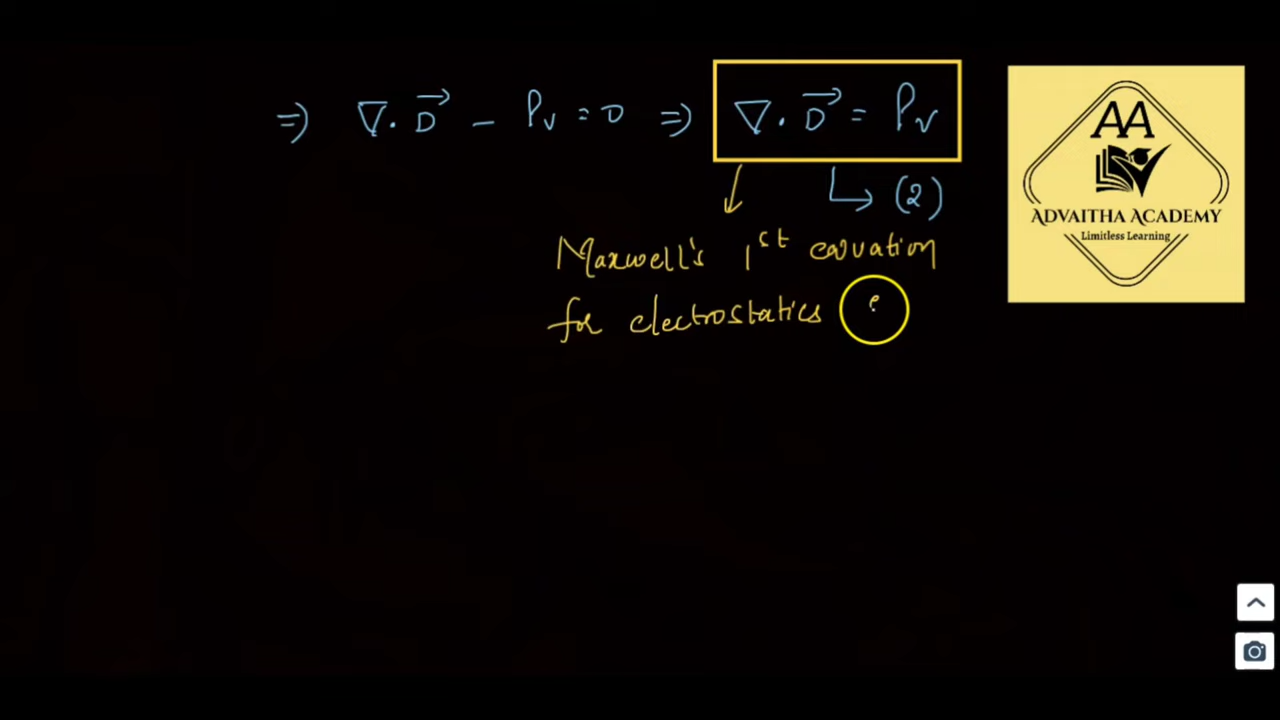 ⇒ ∇·D⃗ - ρᵥ = 0 ⇒ ∇·D⃗ = ρᵥ
(2)
Maxwell's 1st equation
for electrostatics
AA
ADVAITHA ACADEMY
Limitless Learning